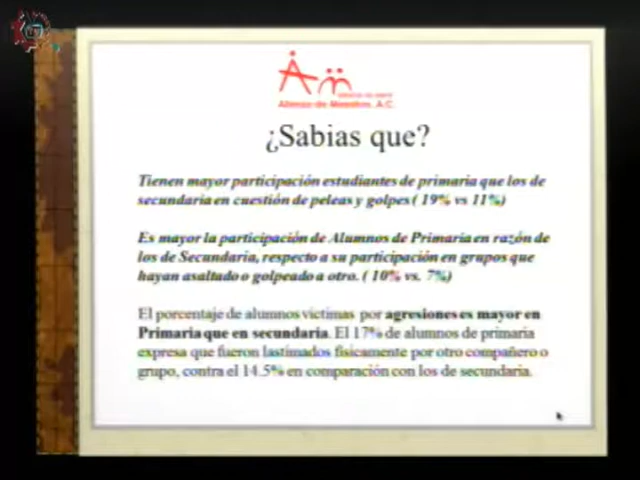 Alianza de Maestros, A.C.
¿Sabias que?
Tienen mayor participación estudiantes de primaria que los de
secundaria en cuestión de peleas y golpes ( 19% vs 11%)
Es mayor la participación de Alumnos de Primaria en razón de
los de Secundaria, respecto a su participación en grupos que
hayan asaltado o golpeado a otro. ( 10% vs. 7%)
El porcentaje de alumnos víctimas por agresiones es mayor en
Primaria que en secundaria. El 17% de alumnos de primaria
expresa que fueron lastimados físicamente por otro compañero o
grupo, contra el 14.5% en comparación con los de secundaria.